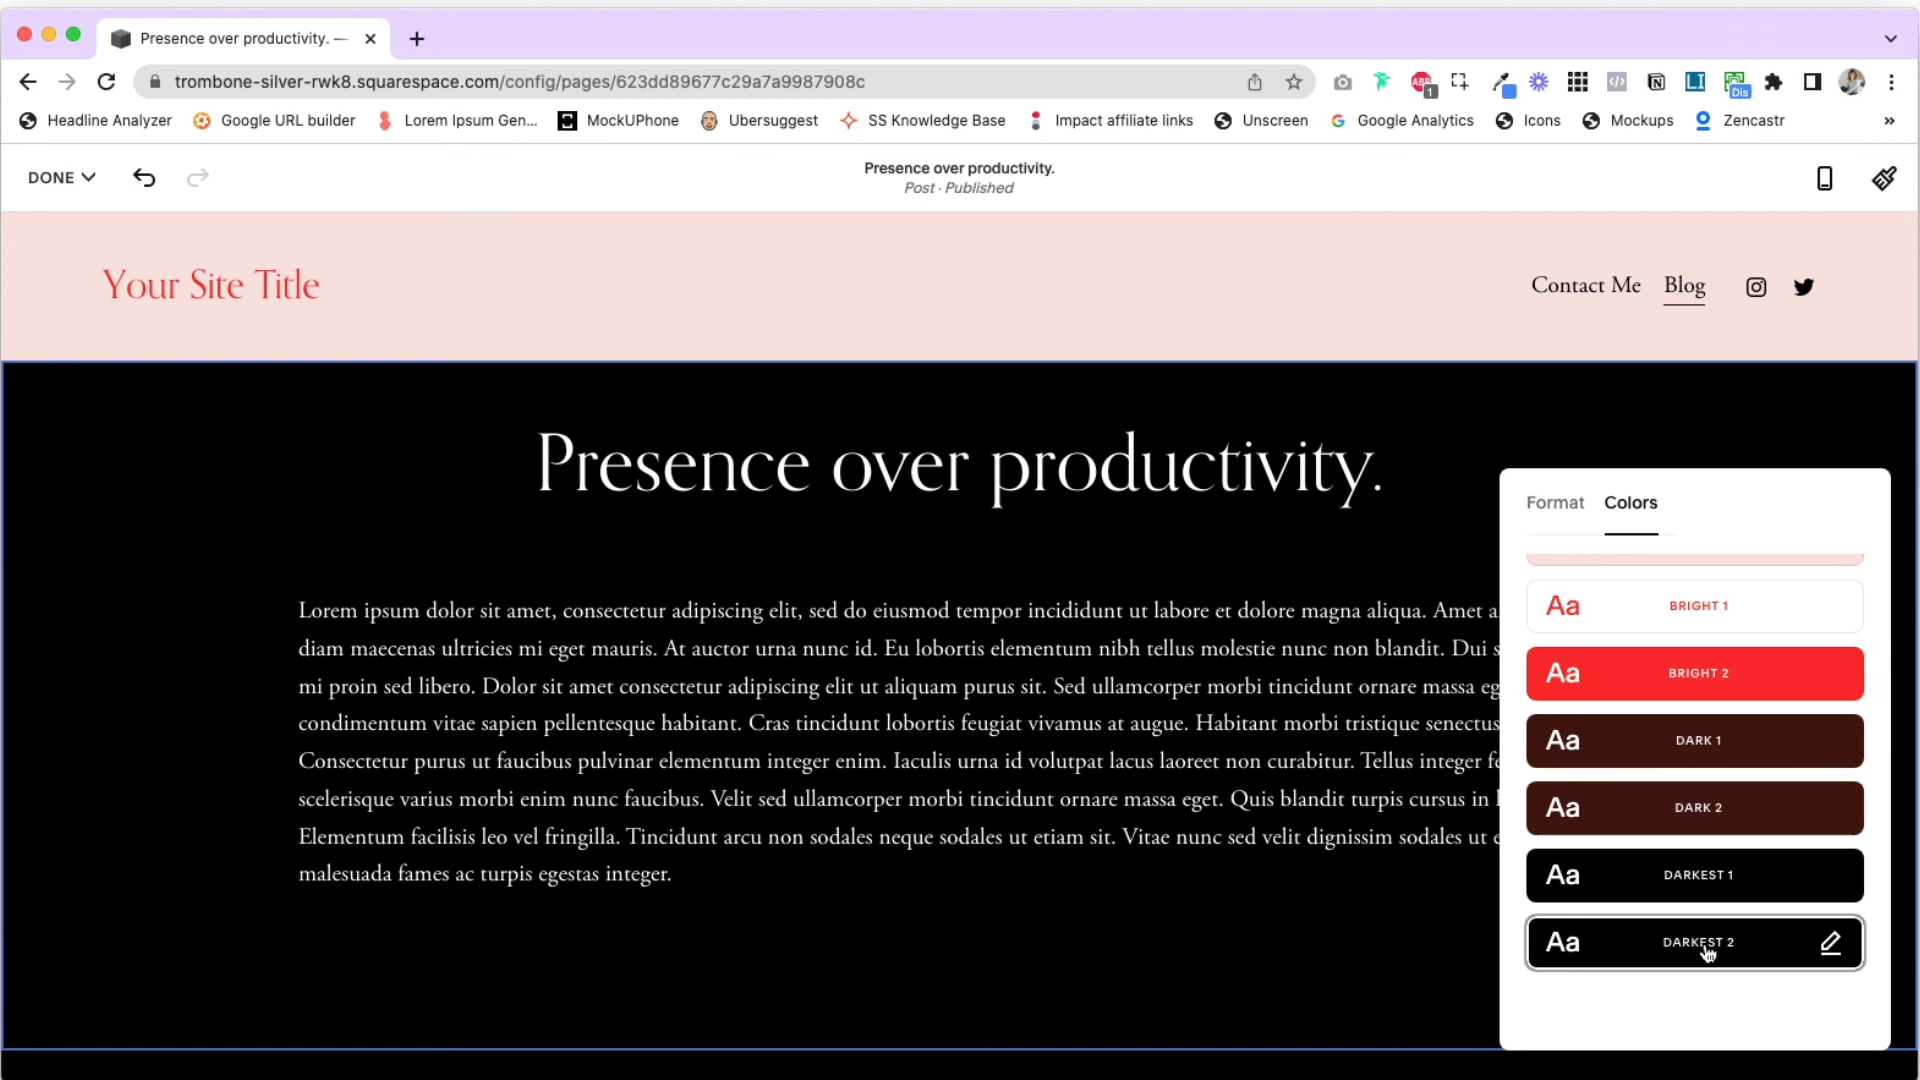 Presence over productivity. —
trombone-silver-rwk8.squarespace.com/config/pages/623dd89677c29a7a9987908c
ABP
1
LI
Dis
Headline Analyzer
Google URL builder
Lorem Ipsum Gen...
MockUPhone
Ubersuggest
SS Knowledge Base
Impact affiliate links
Unscreen
Google Analytics
Icons
Mockups
Zencastr
»
DONE
Presence over productivity.
Post · Published
Your Site Title
Contact Me
Blog
Presence over productivity.
Lorem ipsum dolor sit amet, consectetur adipiscing elit, sed do eiusmod tempor incididunt ut labore et dolore magna aliqua. Amet
diam maecenas ultricies mi eget mauris. At auctor urna nunc id. Eu lobortis elementum nibh tellus molestie nunc non blandit. Dui
mi proin sed libero. Dolor sit amet consectetur adipiscing elit ut aliquam purus sit. Sed ullamcorper morbi tincidunt ornare massa
condimentum vitae sapien pellentesque habitant. Cras tincidunt lobortis feugiat vivamus at augue. Habitant morbi tristique senectus
Consectetur purus ut faucibus pulvinar elementum integer enim. Iaculis urna id volutpat lacus laoreet non curabitur. Tellus integer
scelerisque varius morbi enim nunc faucibus. Velit sed ullamcorper morbi tincidunt ornare massa eget. Quis blandit turpis cursus in
Elementum facilisis leo vel fringilla. Tincidunt arcu non sodales neque sodales ut etiam sit. Vitae nunc sed velit dignissim sodales ut
malesuada fames ac turpis egestas integer.
Format
Colors
Aa BRIGHT 1
Aa BRIGHT 2
Aa DARK 1
Aa DARK 2
Aa DARKEST 1
Aa DARKEST 2